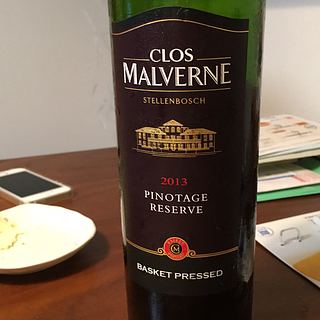 CLOS
MALVERNE
STELLENBOSCH
2013
PINOTAGE
RESERVE
BASKET PRESSED